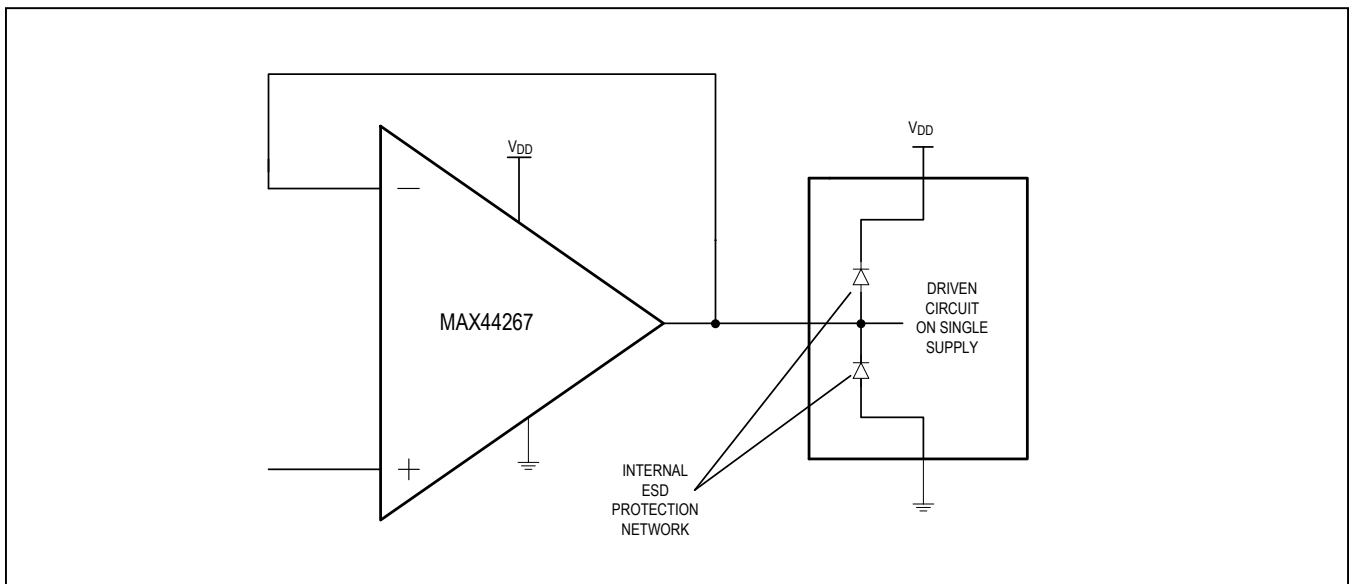 VDD
VDD
−
MAX44267
+
DRIVEN
CIRCUIT
ON SINGLE
SUPPLY
INTERNAL
ESD
PROTECTION
NETWORK